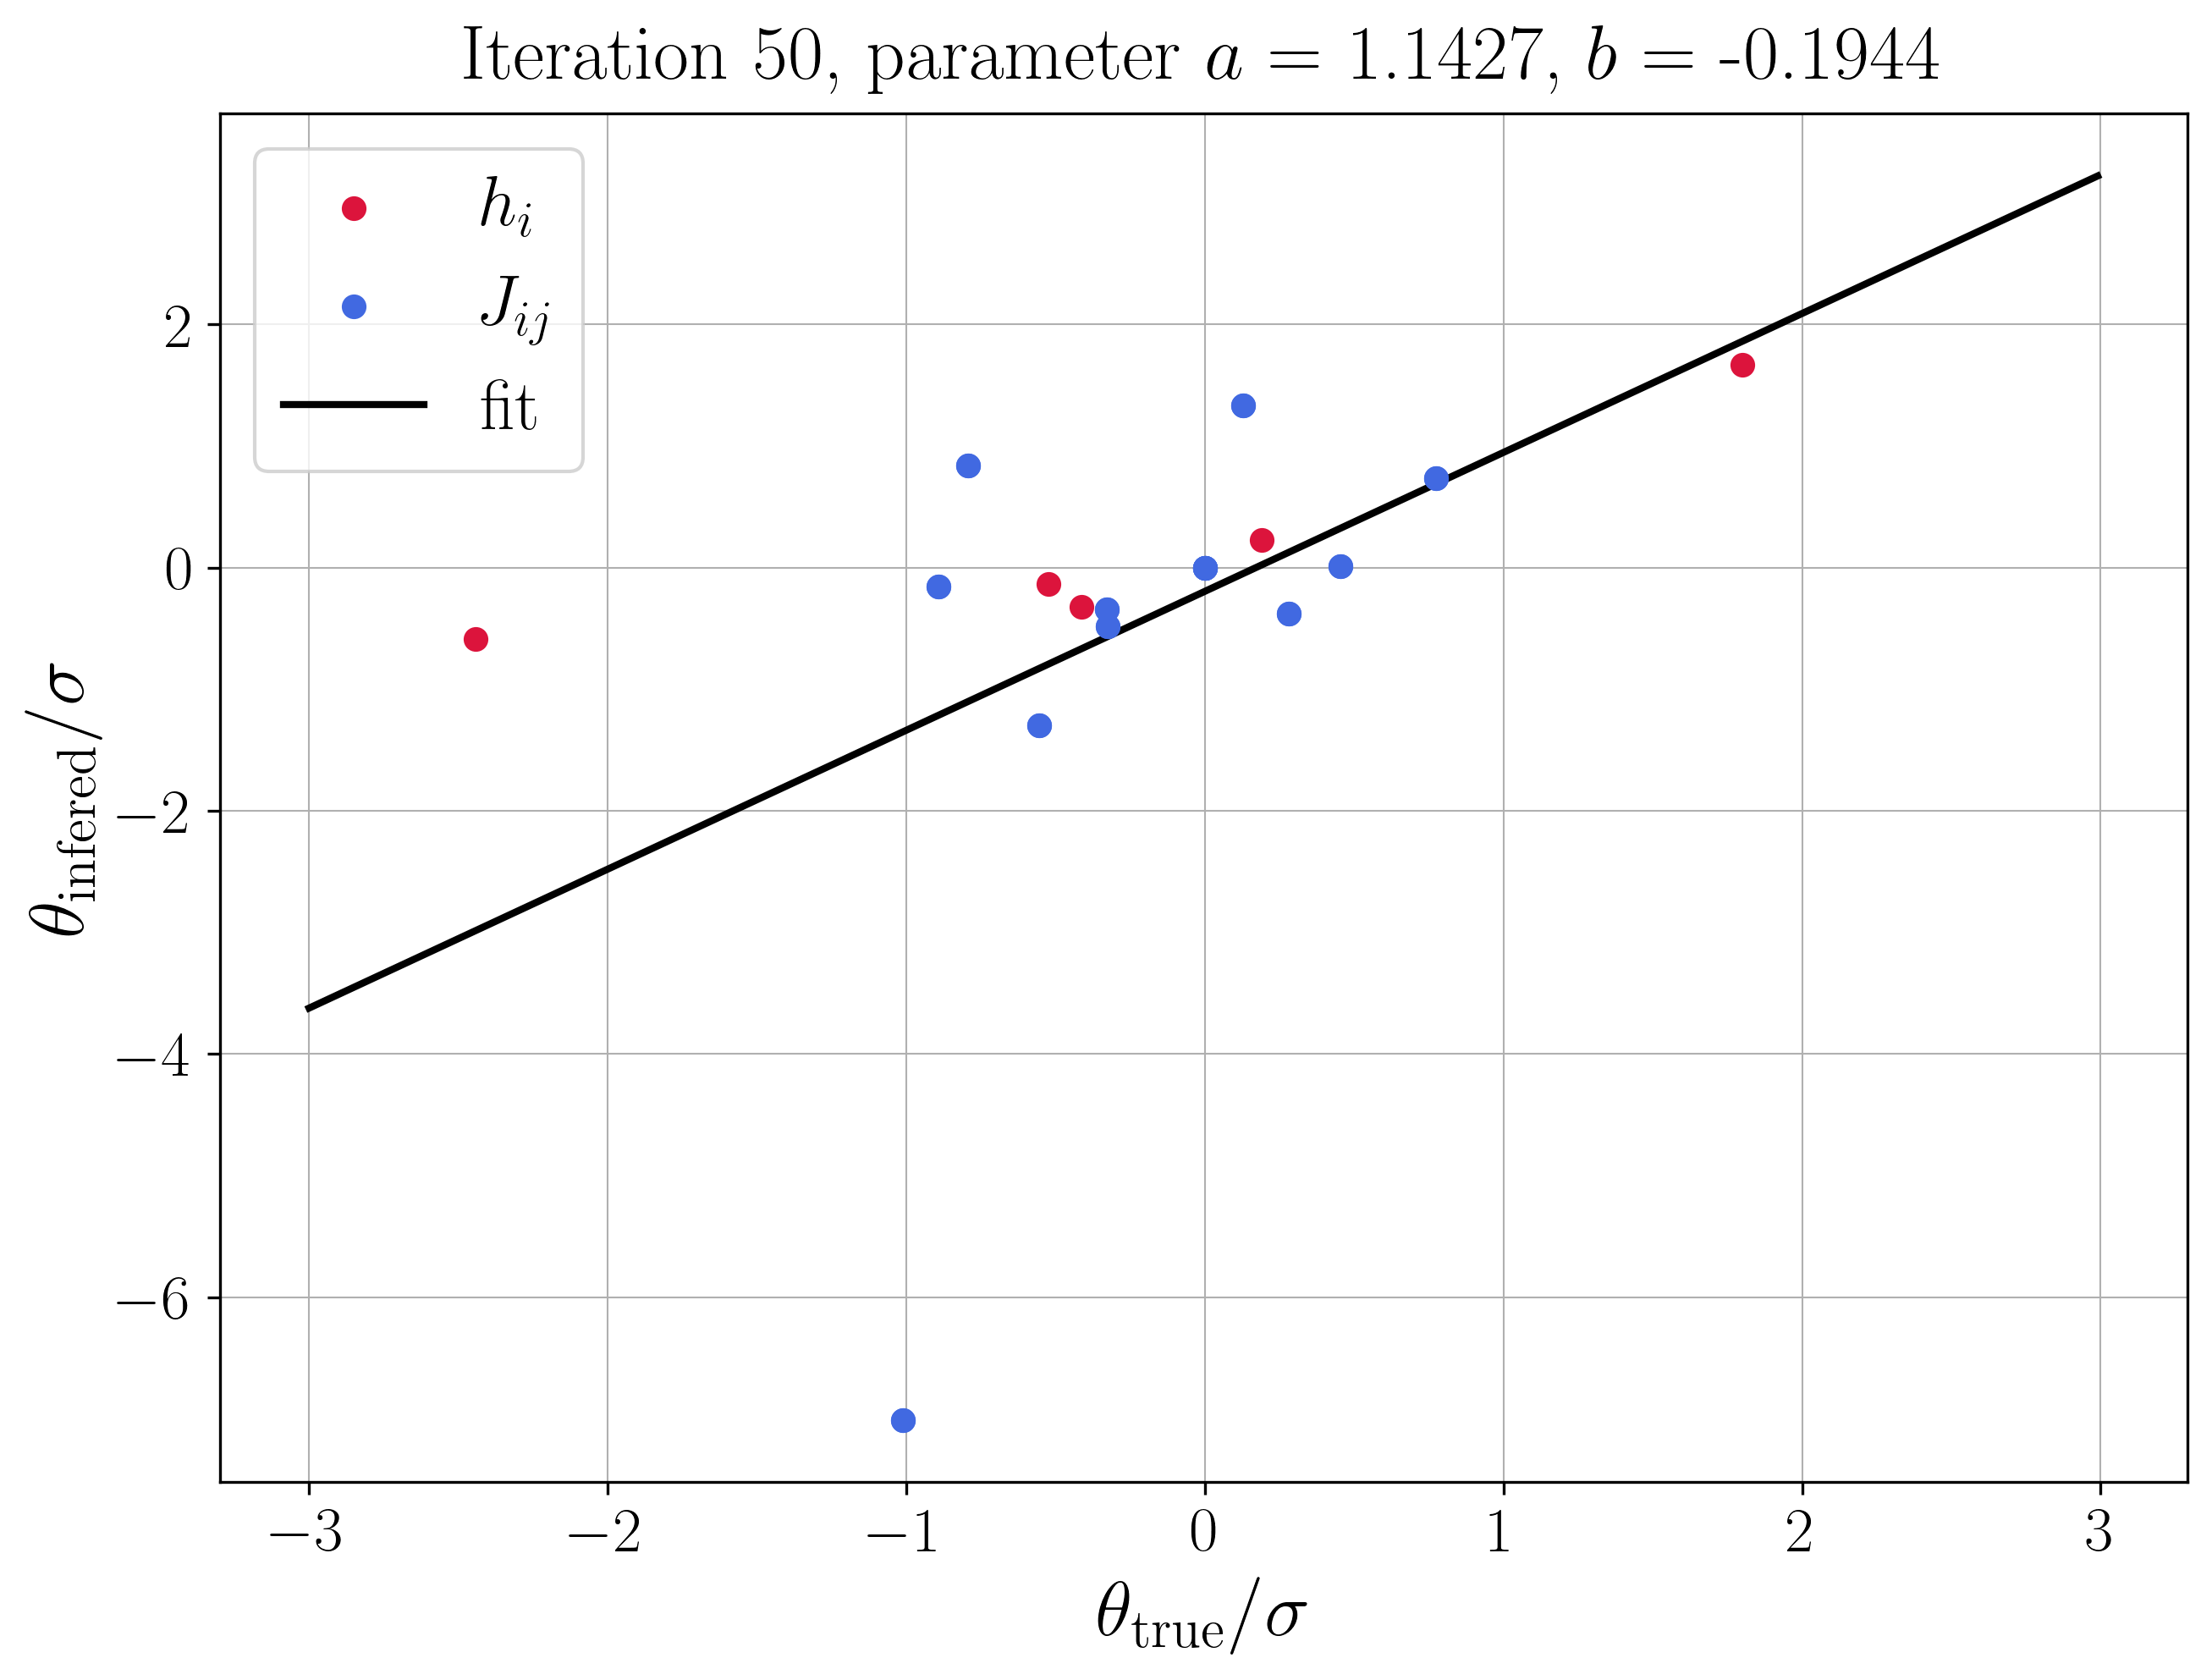 Iteration 50, parameter a = 1.1427, b = -0.1944
h_i
J_ij
fit
2
0
−2
−4
−6
θ_infered/σ
−3 −2 −1 0 1 2 3
θ_true/σ